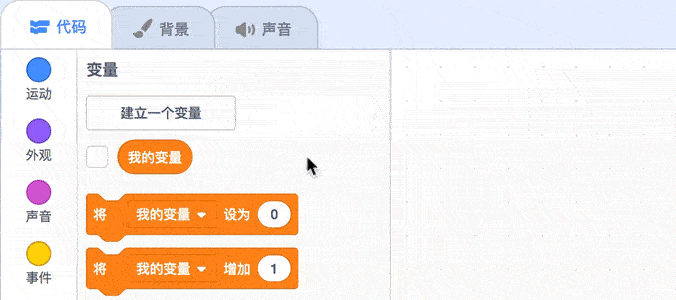 代码 背景 声音
变量
运动
建立一个变量
外观
我的变量
声音
将 我的变量 设为 0
事件
将 我的变量 增加 1